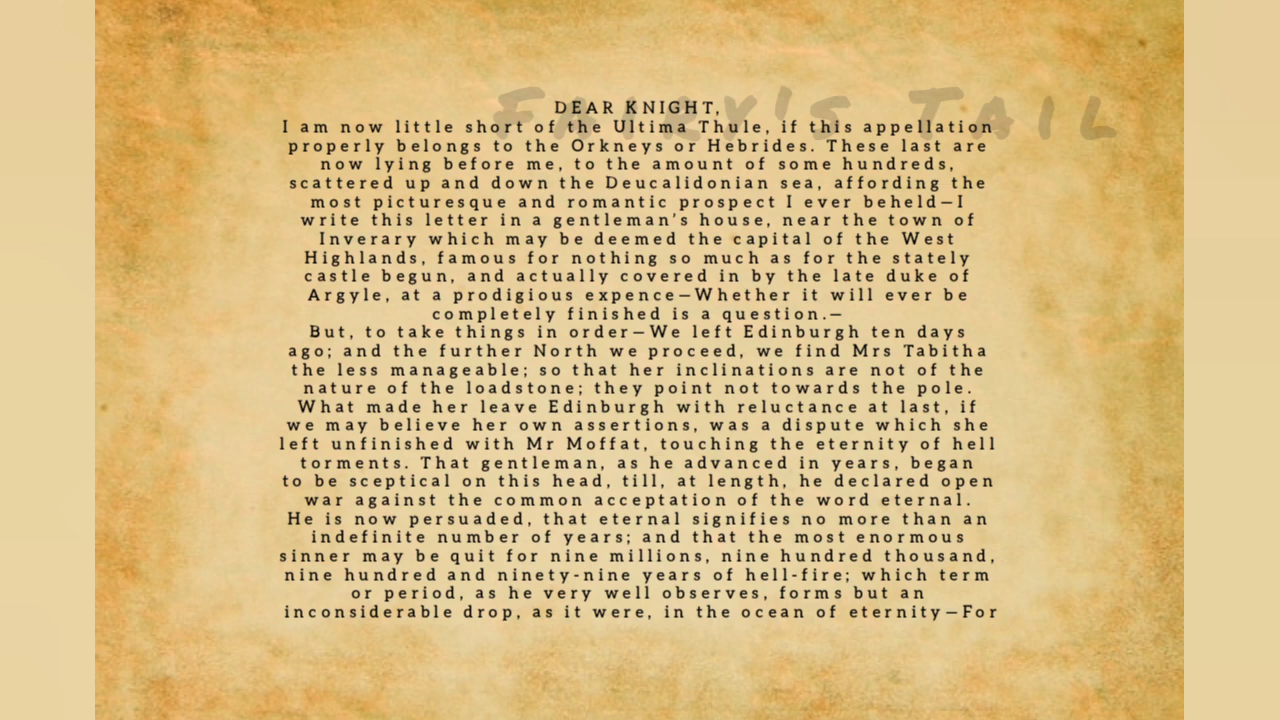 FAIRY'S TAIL
DEAR KNIGHT,
I am now little short of the Ultima Thule, if this appellation
properly belongs to the Orkneys or Hebrides. These last are
now lying before me, to the amount of some hundreds,
scattered up and down the Deucalidonian sea, affording the
most picturesque and romantic prospect I ever beheld—I
write this letter in a gentleman's house, near the town of
Inverary which may be deemed the capital of the West
Highlands, famous for nothing so much as for the stately
castle begun, and actually covered in by the late duke of
Argyle, at a prodigious expence—Whether it will ever be
completely finished is a question.—
But, to take things in order—We left Edinburgh ten days
ago; and the further North we proceed, we find Mrs Tabitha
the less manageable; so that her inclinations are not of the
nature of the loadstone; they point not towards the pole.
What made her leave Edinburgh with reluctance at last, if
we may believe her own assertions, was a dispute which she
left unfinished with Mr Moffat, touching the eternity of hell
torments. That gentleman, as he advanced in years, began
to be sceptical on this head, till, at length, he declared open
war against the common acceptation of the word eternal.
He is now persuaded, that eternal signifies no more than an
indefinite number of years; and that the most enormous
sinner may be quit for nine millions, nine hundred thousand,
nine hundred and ninety-nine years of hell-fire; which term
or period, as he very well observes, forms but an
inconsiderable drop, as it were, in the ocean of eternity—For